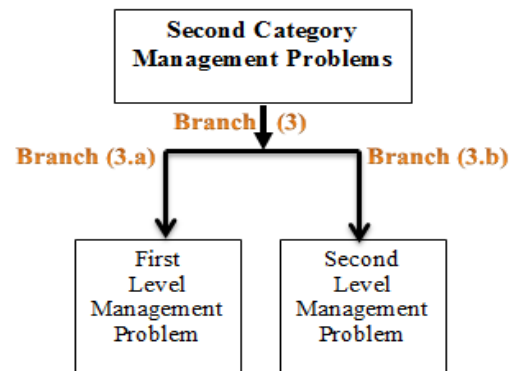 Second Category
Management Problems
Branch (3)
Branch (3.a)
Branch (3.b)
First
Level
Management
Problem
Second
Level
Management
Problem